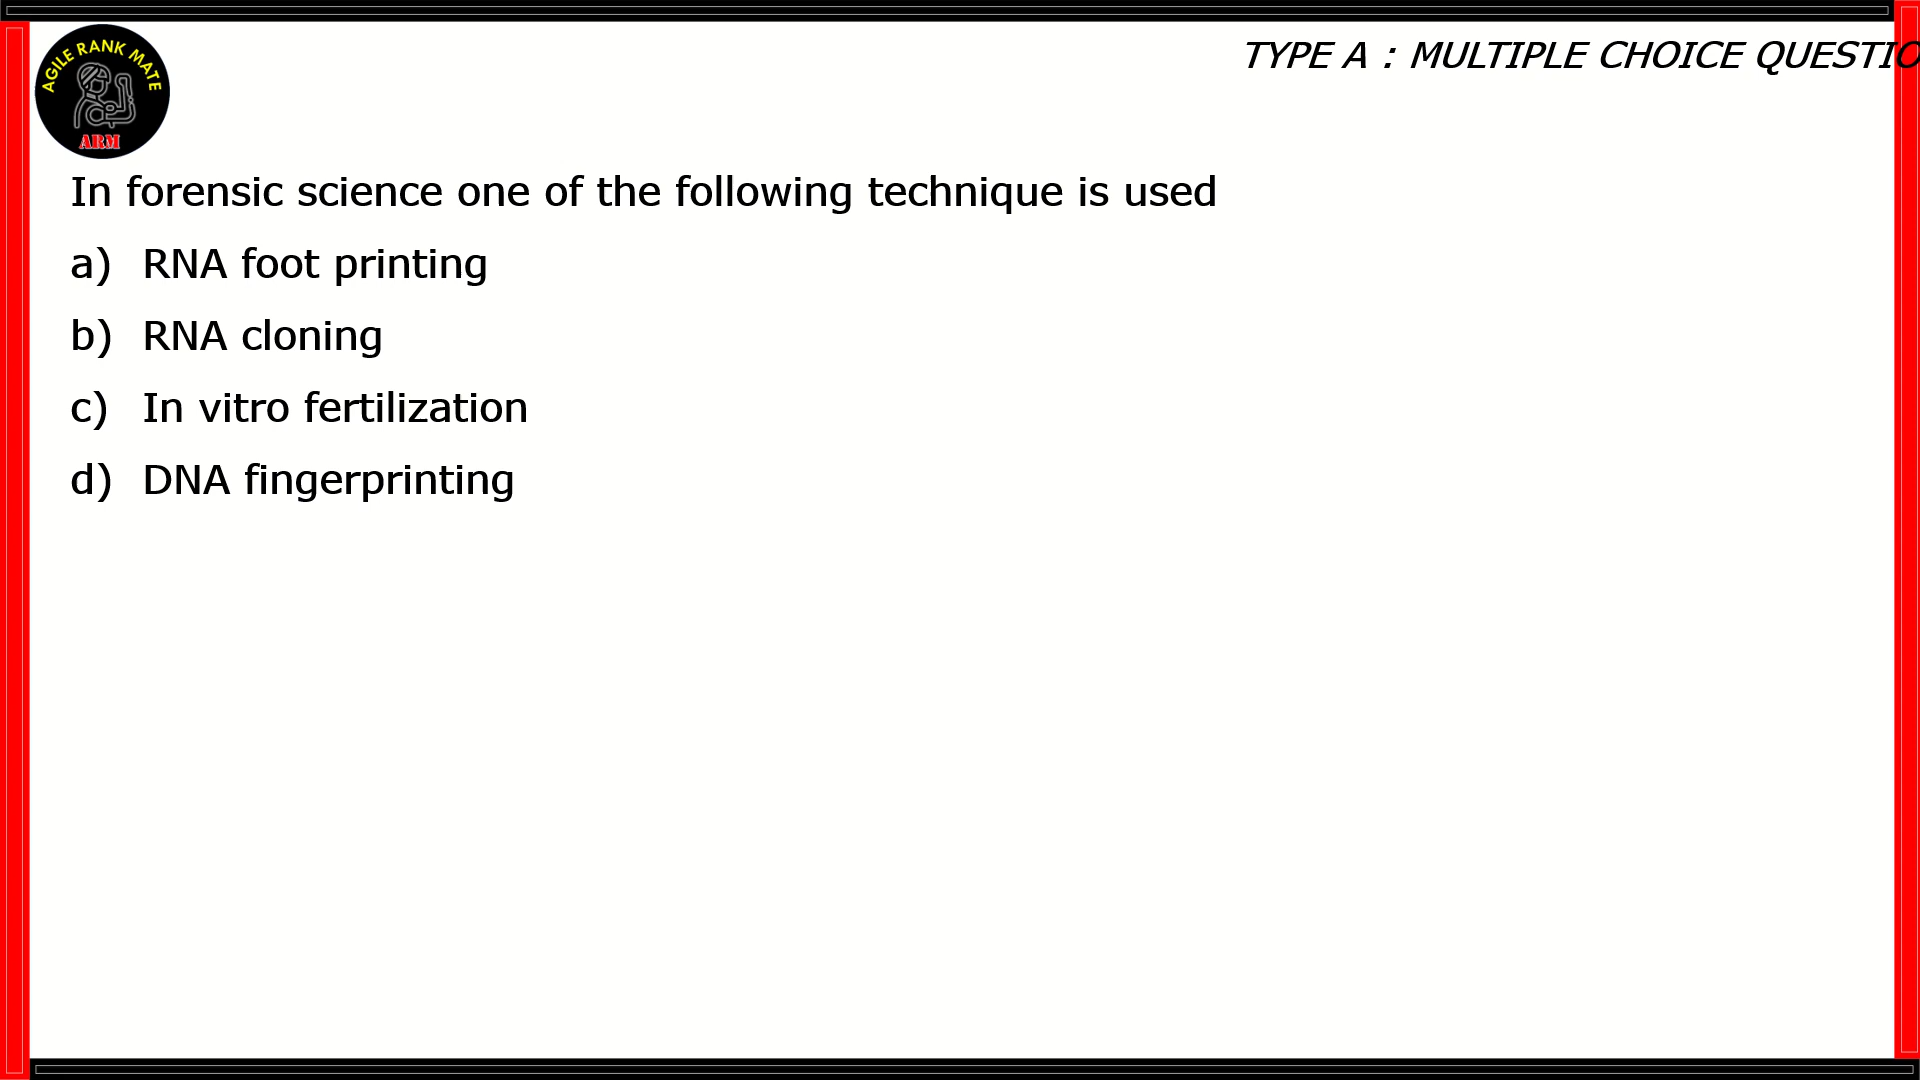 AGILE RANK MATE
ARM
TYPE A : MULTIPLE CHOICE QUESTIO
In forensic science one of the following technique is used
a) RNA foot printing
b) RNA cloning
c) In vitro fertilization
d) DNA fingerprinting